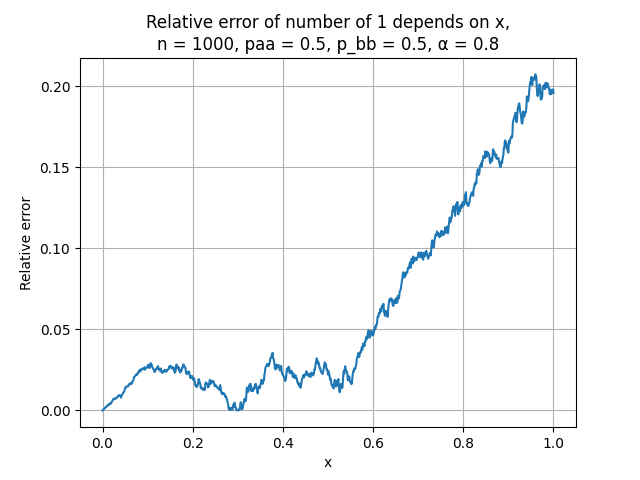 Relative error of number of 1 depends on x,
n = 1000, paa = 0.5, p_bb = 0.5, α = 0.8
0.20
0.15
0.10
0.05
0.00
Relative error
0.0 0.2 0.4 0.6 0.8 1.0
x